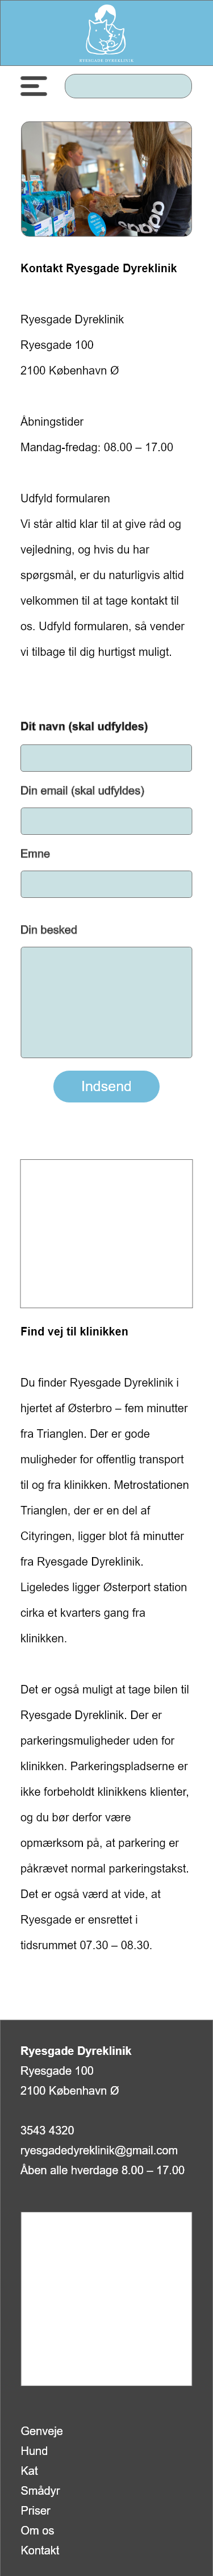 RYESGADE DYREKLINIK
Kontakt Ryesgade Dyreklinik
Ryesgade Dyreklinik
Ryesgade 100
2100 København Ø
Åbningstider
Mandag-fredag: 08.00 – 17.00
Udfyld formularen
Vi står altid klar til at give råd og
vejledning, og hvis du har
spørgsmål, er du naturligvis altid
velkommen til at tage kontakt til
os. Udfyld formularen, så vender
vi tilbage til dig hurtigst muligt.
Dit navn (skal udfyldes)
Din email (skal udfyldes)
Emne
Din besked
Indsend
Find vej til klinikken
Du finder Ryesgade Dyreklinik i
hjertet af Østerbro – fem minutter
fra Trianglen. Der er gode
muligheder for offentlig transport
til og fra klinikken. Metrostationen
Trianglen, der er en del af
Cityringen, ligger blot få minutter
fra Ryesgade Dyreklinik.
Ligeledes ligger Østerport station
cirka et kvarters gang fra
klinikken.
Det er også muligt at tage bilen til
Ryesgade Dyreklinik. Der er
parkeringsmuligheder uden for
klinikken. Parkeringspladserne er
ikke forbeholdt klinikkens klienter,
og du bør derfor være
opmærksom på, at parkering er
påkrævet normal parkeringstakst.
Det er også værd at vide, at
Ryesgade er ensrettet i
tidsrummet 07.30 – 08.30.
Ryesgade Dyreklinik
Ryesgade 100
2100 København Ø
3543 4320
ryesgadedyreklinik@gmail.com
Åben alle hverdage 8.00 – 17.00
Genveje
Hund
Kat
Smådyr
Priser
Om os
Kontakt